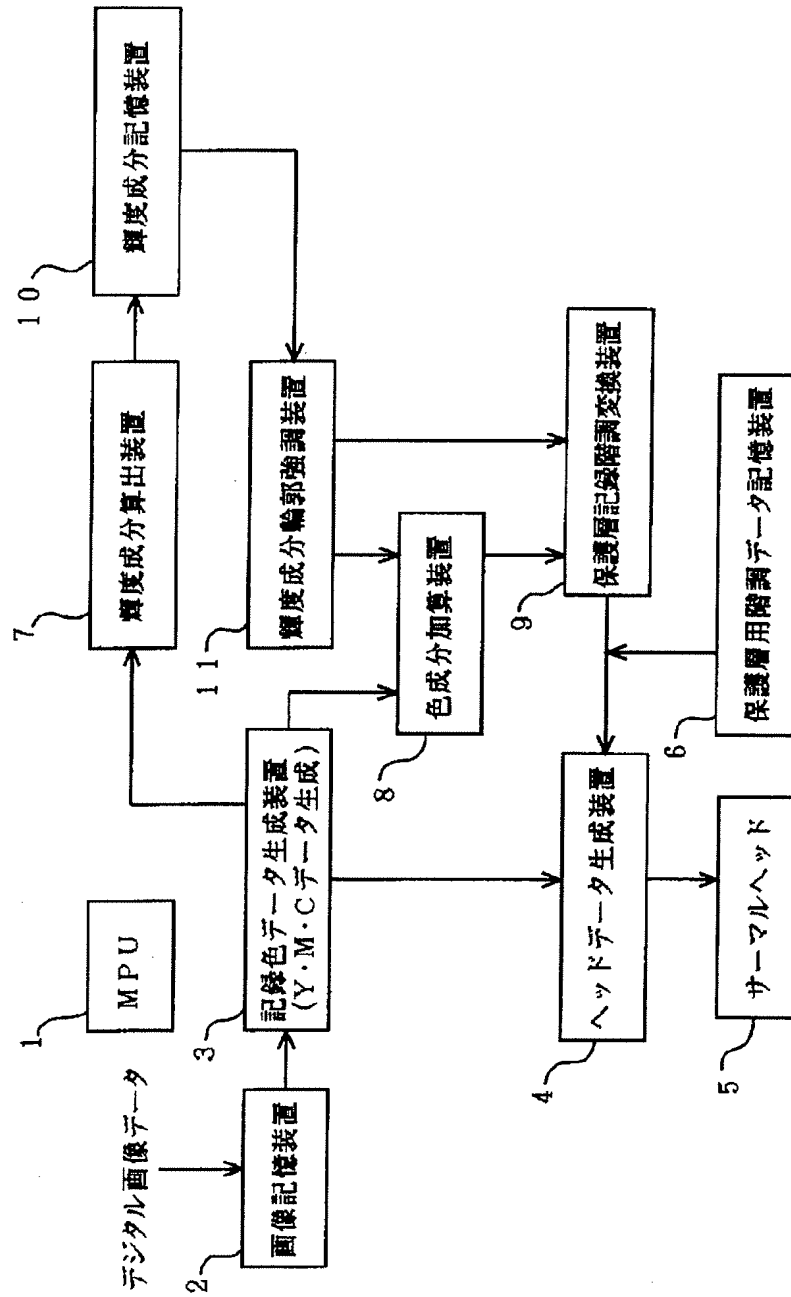 デジタル画像データ
1
MPU
2
画像記憶装置
3
記録色データ生成装置
(Y・M・Cデータ生成)
7
輝度成分算出装置
10
輝度成分記憶装置
11
輝度成分輪郭強調装置
8
色成分加算装置
9
保護層記録階調変換装置
4
ヘッドデータ生成装置
6
保護層用階調データ記憶装置
5
サーマルヘッド